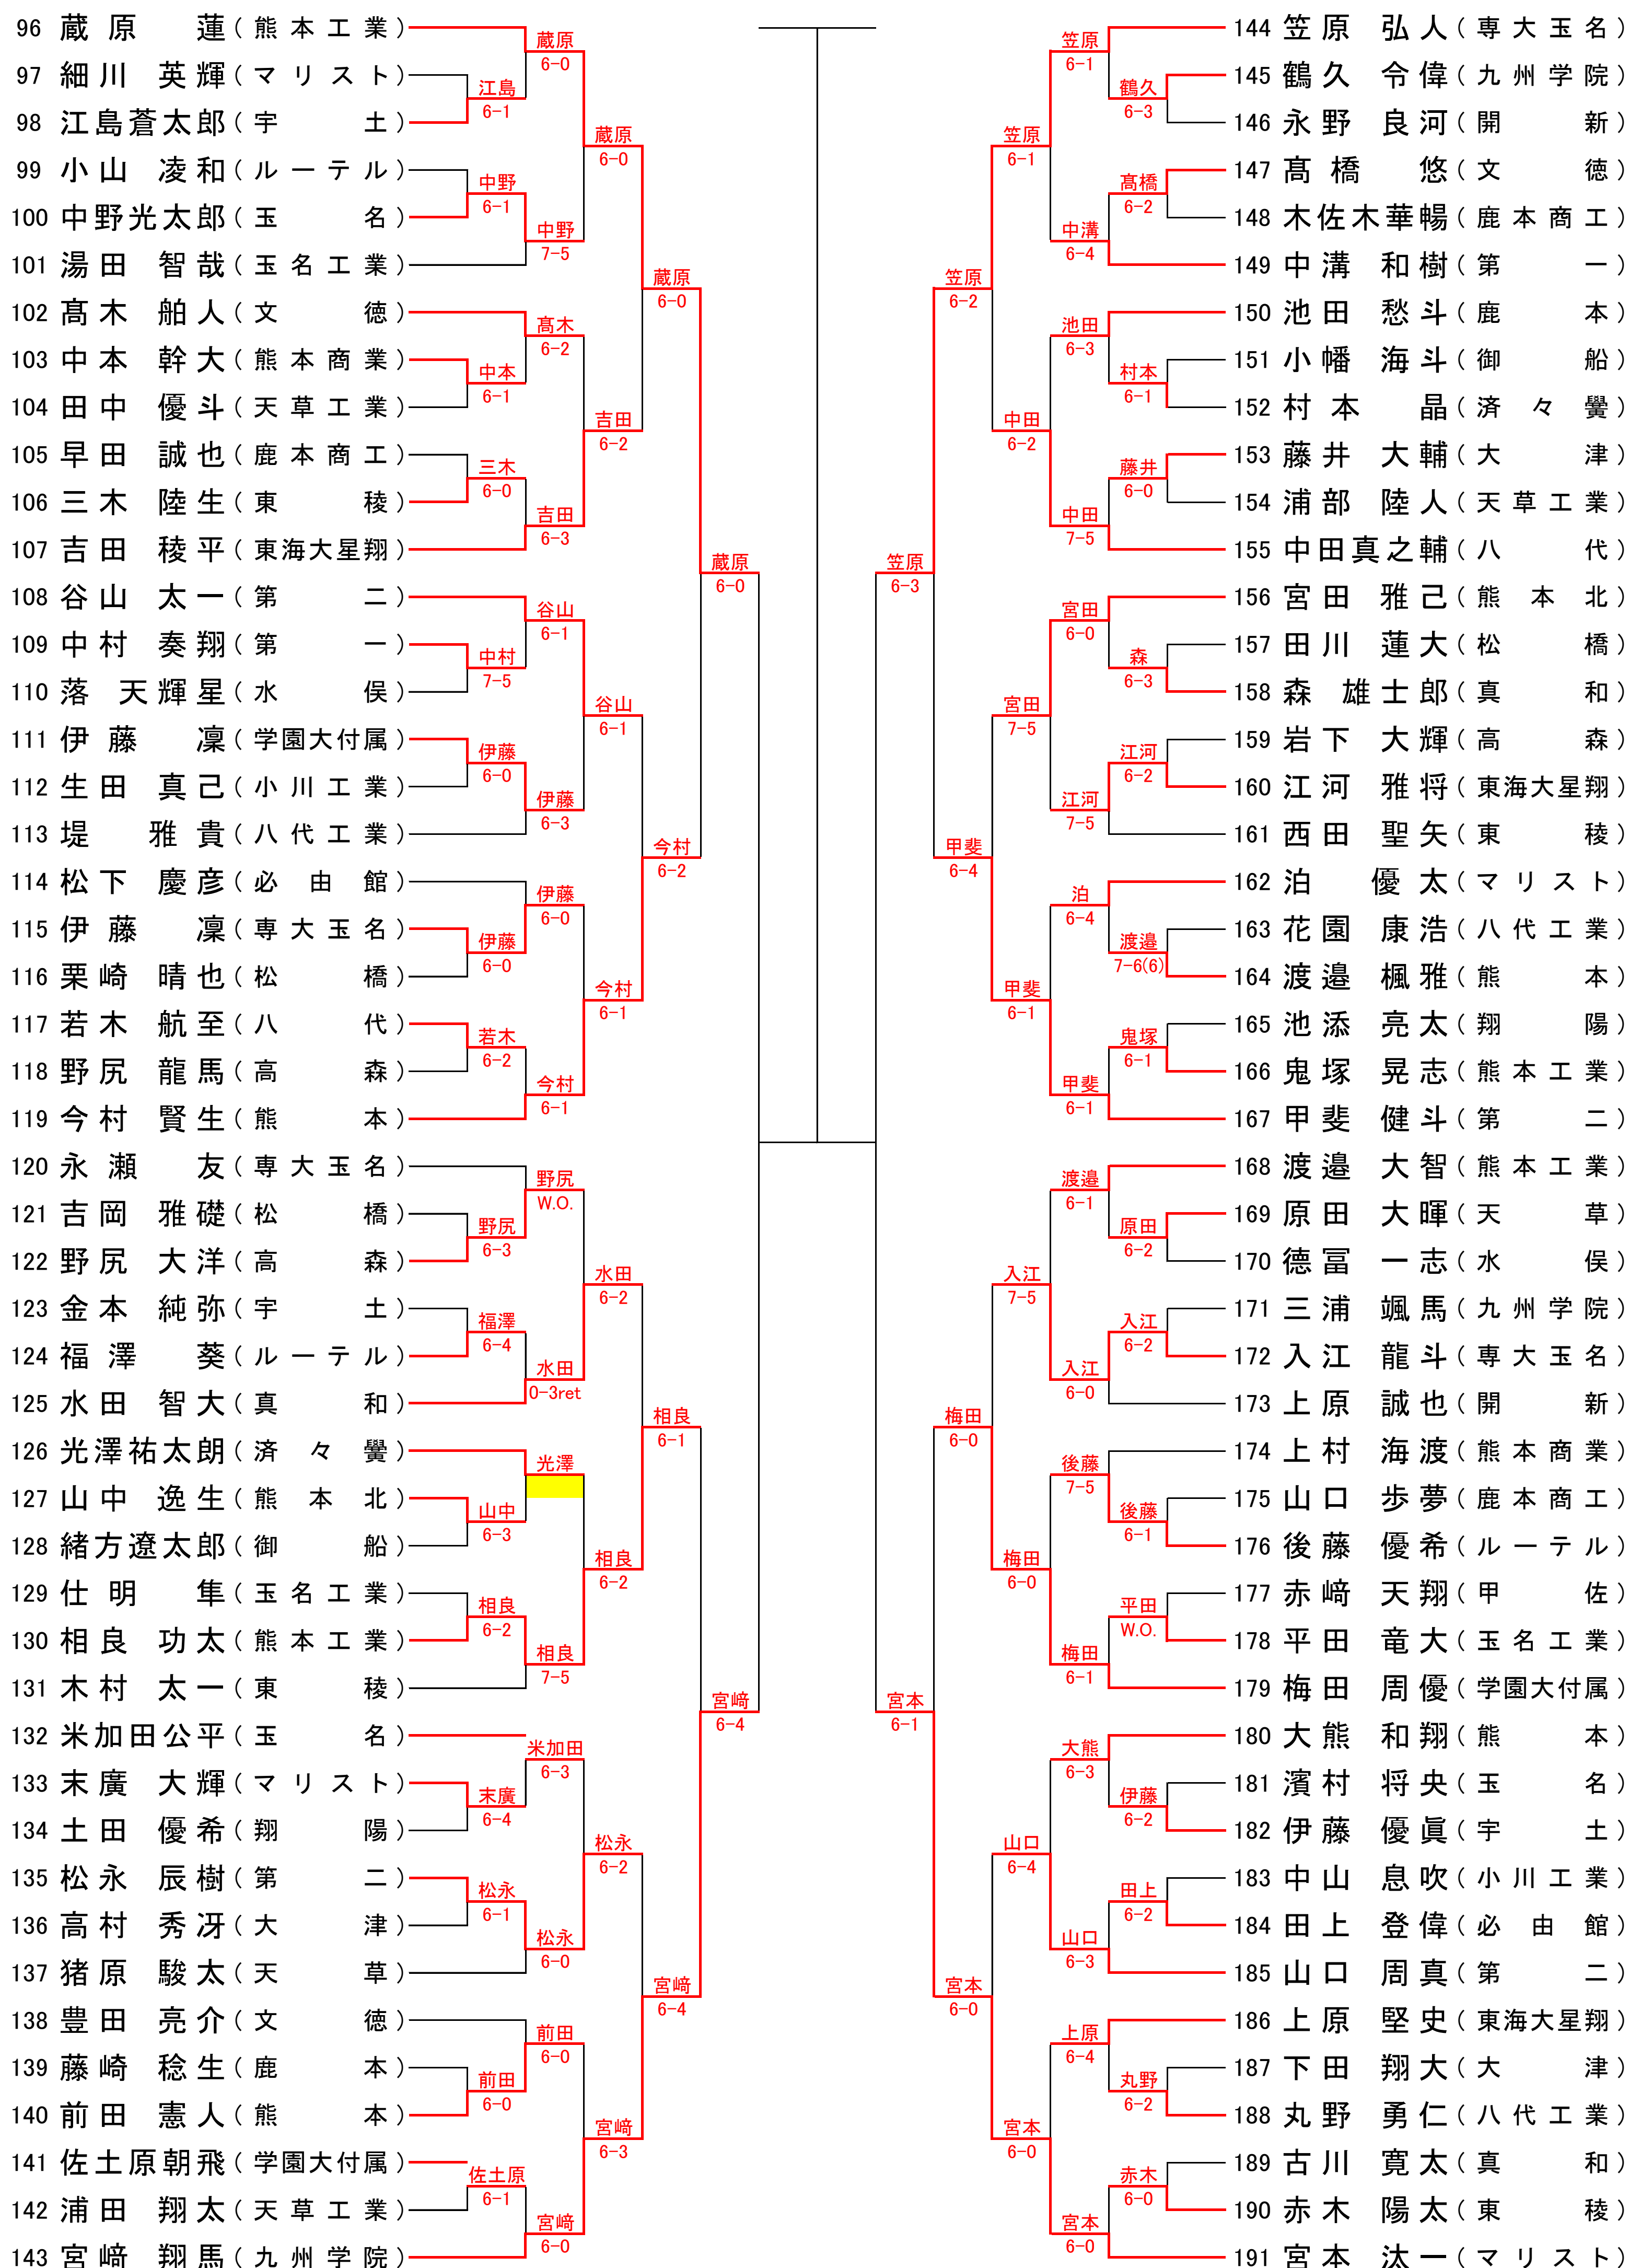 96 蔵原 蓮(熊本工業)
97 細川 英輝(マリスト)
98 江島蒼太郎(宇土)
99 小山 凌和(ルーテル)
100 中野光太郎(玉名)
101 湯田 智哉(玉名工業)
102 髙木 舶人(文徳)
103 中本 幹大(熊本商業)
104 田中 優斗(天草工業)
105 早田 誠也(鹿本商工)
106 三木 陸生(東稜)
107 吉田 稜平(東海大星翔)
108 谷山 太一(第二)
109 中村 奏翔(第一)
110 落 天輝星(水俣)
111 伊藤 凜(学園大付属)
112 生田 真己(小川工業)
113 堤 雅貴(八代工業)
114 松下 慶彦(必由館)
115 伊藤 凜(専大玉名)
116 栗崎 晴也(松橋)
117 若木 航至(八代)
118 野尻 龍馬(高森)
119 今村 賢生(熊本)
120 永瀬 友(専大玉名)
121 吉岡 雅礎(松橋)
122 野尻 大洋(高森)
123 金本 純弥(宇土)
124 福澤 葵(ルーテル)
125 水田 智大(真和)
126 光澤祐太朗(済々黌)
127 山中 逸生(熊本北)
128 緒方遼太郎(御船)
129 仕明 隼(玉名工業)
130 相良 功太(熊本工業)
131 木村 太一(東稜)
132 米加田公平(玉名)
133 末廣 大輝(マリスト)
134 土田 優希(翔陽)
135 松永 辰樹(第二)
136 高村 秀冴(大津)
137 猪原 駿太(天草)
138 豊田 亮介(文徳)
139 藤崎 稔生(鹿本)
140 前田 憲人(熊本)
141 佐土原朝飛(学園大付属)
142 浦田 翔太(天草工業)
143 宮﨑 翔馬(九州学院)
江島
6-1
中野
6-1
中本
6-1
三木
6-0
中村
7-5
伊藤
6-0
伊藤
6-0
若木
6-2
野尻
6-3
福澤
6-4
山中
6-3
相良
6-2
末廣
6-4
松永
6-1
前田
6-0
佐土原
6-1
蔵原
6-0
中野
7-5
髙木
6-2
吉田
6-3
谷山
6-1
伊藤
6-3
伊藤
6-0
今村
6-1
野尻
W.O.
水田
0-3ret
光澤
相良
7-5
米加田
6-3
松永
6-0
前田
6-0
宮﨑
6-0
蔵原
6-0
吉田
6-2
谷山
6-1
今村
6-1
水田
6-2
相良
6-2
松永
6-2
宮﨑
6-3
蔵原
6-0
今村
6-2
相良
6-1
宮﨑
6-4
蔵原
6-0
宮﨑
6-4
笠原
6-3
宮本
6-1
笠原
6-2
甲斐
6-4
梅田
6-0
宮本
6-0
笠原
6-1
中田
6-2
宮田
7-5
甲斐
6-1
入江
7-5
梅田
6-0
山口
6-4
宮本
6-0
笠原
6-1
中溝
6-4
池田
6-3
中田
7-5
宮田
6-0
江河
7-5
泊
6-4
甲斐
6-1
渡邉
6-1
入江
6-0
後藤
7-5
梅田
6-1
大熊
6-3
山口
6-3
上原
6-4
宮本
6-0
鶴久
6-3
髙橋
6-2
村本
6-1
藤井
6-0
森
6-3
江河
6-2
渡邉
7-6(6)
鬼塚
6-1
原田
6-2
入江
6-2
後藤
6-1
平田
W.O.
伊藤
6-2
田上
6-2
丸野
6-2
赤木
6-0
144 笠原 弘人(専大玉名)
145 鶴久 令偉(九州学院)
146 永野 良河(開新)
147 髙橋 悠(文徳)
148 木佐木華暢(鹿本商工)
149 中溝 和樹(第一)
150 池田 愁斗(鹿本)
151 小幡 海斗(御船)
152 村本 晶(済々黌)
153 藤井 大輔(大津)
154 浦部 陸人(天草工業)
155 中田真之輔(八代)
156 宮田 雅己(熊本北)
157 田川 蓮大(松橋)
158 森 雄士郎(真和)
159 岩下 大輝(高森)
160 江河 雅将(東海大星翔)
161 西田 聖矢(東稜)
162 泊 優太(マリスト)
163 花園 康浩(八代工業)
164 渡邉 楓雅(熊本)
165 池添 亮太(翔陽)
166 鬼塚 晃志(熊本工業)
167 甲斐 健斗(第二)
168 渡邉 大智(熊本工業)
169 原田 大暉(天草)
170 德冨 一志(水俣)
171 三浦 颯馬(九州学院)
172 入江 龍斗(専大玉名)
173 上原 誠也(開新)
174 上村 海渡(熊本商業)
175 山口 歩夢(鹿本商工)
176 後藤 優希(ルーテル)
177 赤﨑 天翔(甲佐)
178 平田 竜大(玉名工業)
179 梅田 周優(学園大付属)
180 大熊 和翔(熊本)
181 濱村 将央(玉名)
182 伊藤 優眞(宇土)
183 中山 息吹(小川工業)
184 田上 登偉(必由館)
185 山口 周真(第二)
186 上原 堅史(東海大星翔)
187 下田 翔大(大津)
188 丸野 勇仁(八代工業)
189 古川 寛太(真和)
190 赤木 陽太(東稜)
191 宮本 汰一(マリスト)